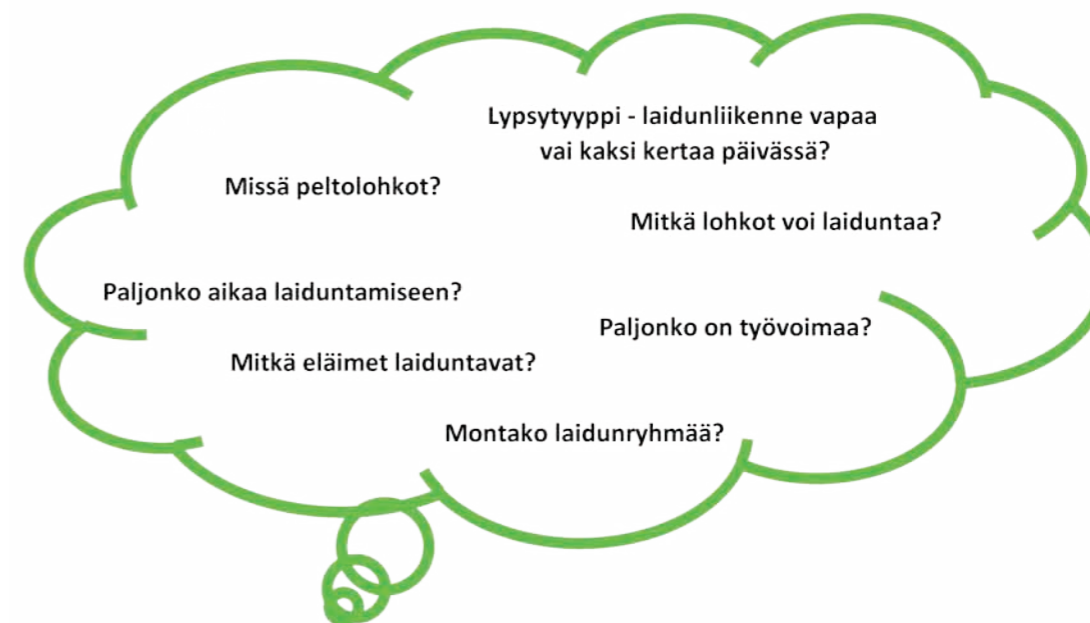 Lypsytyyppi - laidunliikenne vapaa
vai kaksi kertaa päivässä?
Missä peltolohkot?
Mitkä lohkot voi laiduntaa?
Paljonko aikaa laiduntamiseen?
Paljonko on työvoimaa?
Mitkä eläimet laiduntavat?
Montako laidunryhmää?